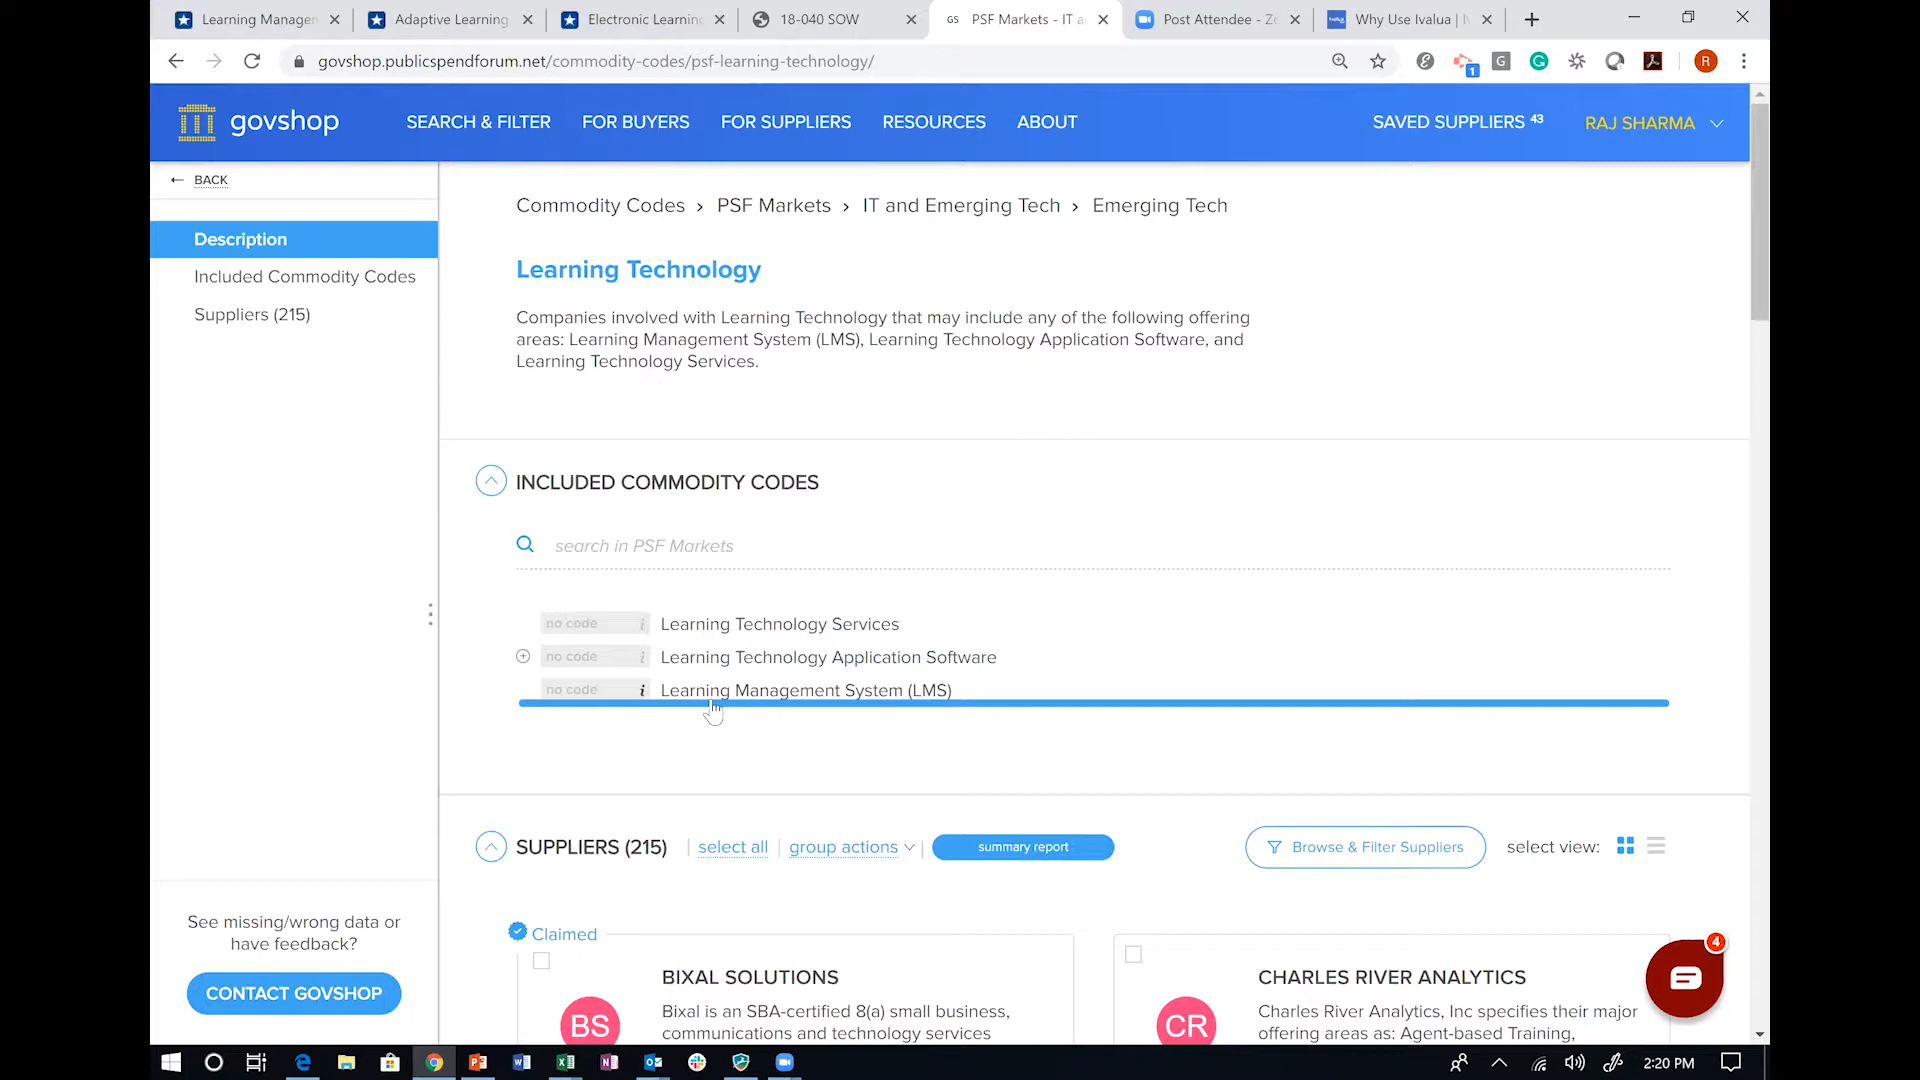 Learning Managem
Adaptive Learning
Electronic Learning
18-040 SOW
GS PSF Markets - IT a
Post Attendee - Zo
Why Use Ivalua |
govshop.publicspendforum.net/commodity-codes/psf-learning-technology/
1
G
R
govshop
SEARCH & FILTER
FOR BUYERS
FOR SUPPLIERS
RESOURCES
ABOUT
SAVED SUPPLIERS 43
RAJ SHARMA
← BACK
Description
Included Commodity Codes
Suppliers (215)
Commodity Codes › PSF Markets › IT and Emerging Tech › Emerging Tech
Learning Technology
Companies involved with Learning Technology that may include any of the following offering
areas: Learning Management System (LMS), Learning Technology Application Software, and
Learning Technology Services.
INCLUDED COMMODITY CODES
search in PSF Markets
no code i Learning Technology Services
no code i Learning Technology Application Software
no code i Learning Management System (LMS)
SUPPLIERS (215)
select all
group actions
summary report
Browse & Filter Suppliers
select view:
Claimed
BIXAL SOLUTIONS
BS
Bixal is an SBA-certified 8(a) small business,
communications and technology services
CHARLES RIVER ANALYTICS
CR
Charles River Analytics, Inc specifies their major
offering areas as: Agent-based Training,
4
See missing/wrong data or
have feedback?
CONTACT GOVSHOP
2:20 PM